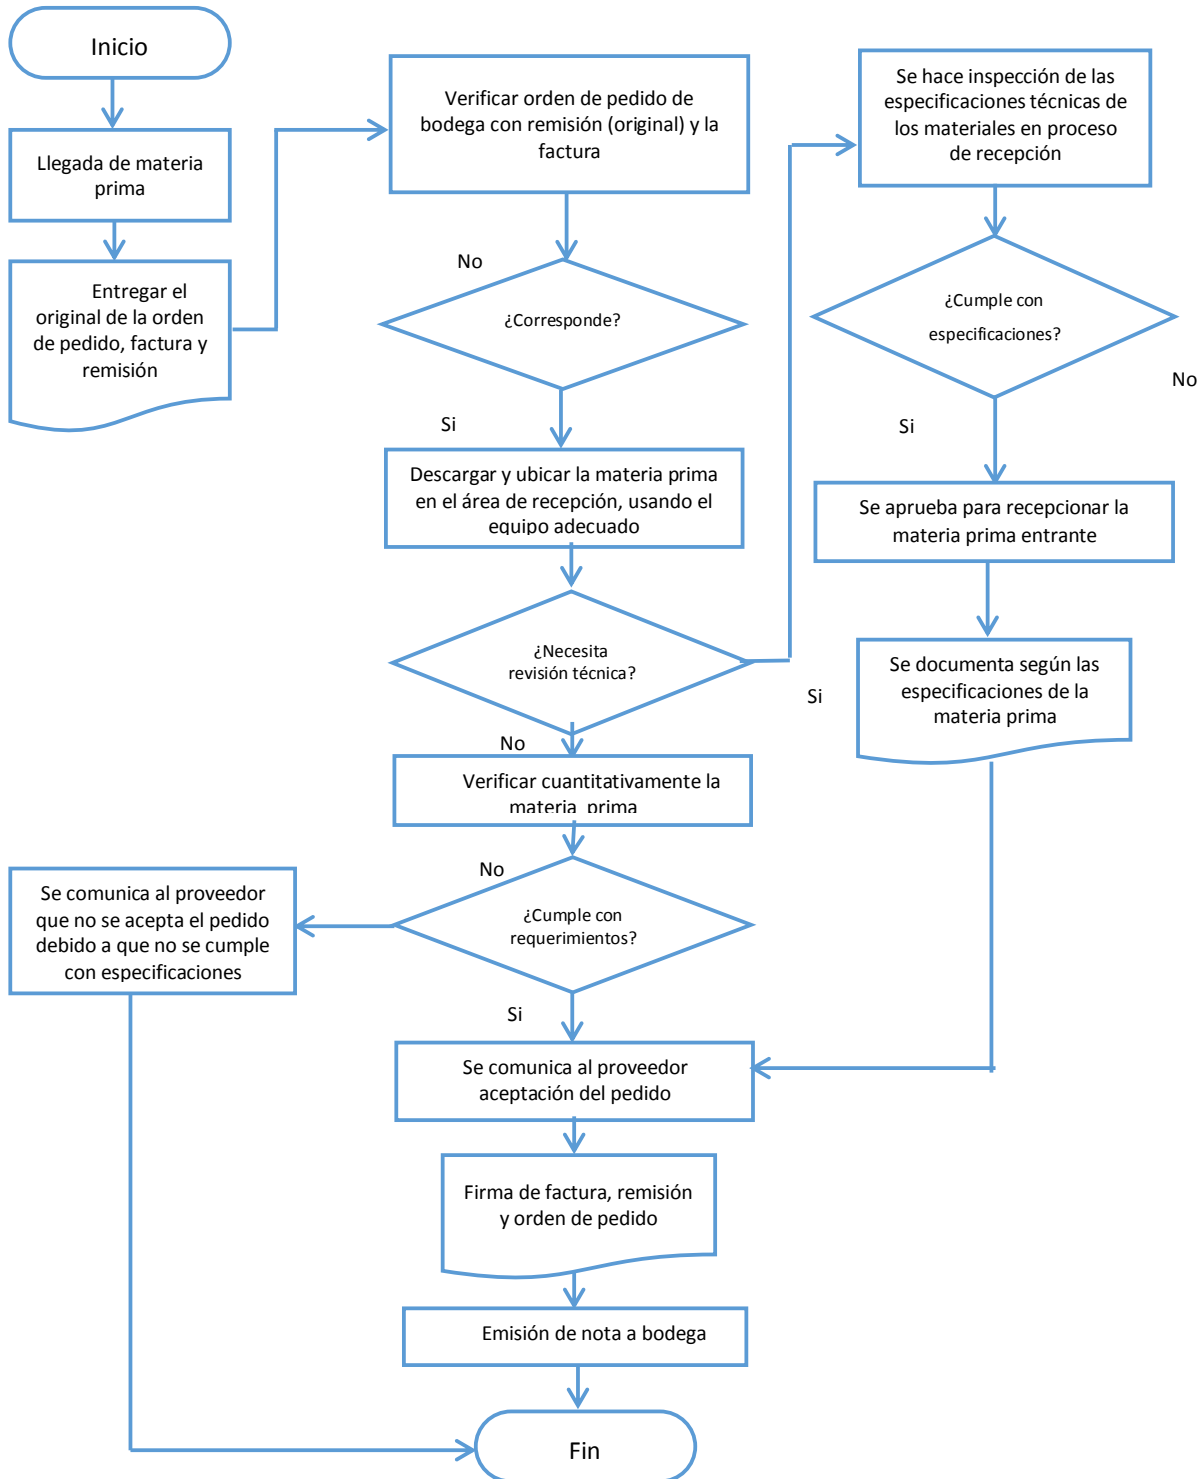 Inicio
Llegada de materia
prima
Entregar el
original de la orden
de pedido, factura y
remisión
Verificar orden de pedido de
bodega con remisión (original) y la
factura
No
¿Corresponde?
Si
Descargar y ubicar la materia prima
en el área de recepción, usando el
equipo adecuado
¿Necesita
revisión técnica?
Si
No
Verificar cuantitativamente la
materia prima
No
¿Cumple con
requerimientos?
Si
Se comunica al proveedor
que no se acepta el pedido
debido a que no se cumple
con especificaciones
Se comunica al proveedor
aceptación del pedido
Firma de factura, remisión
y orden de pedido
Emisión de nota a bodega
Fin
Se hace inspección de las
especificaciones técnicas de
los materiales en proceso
de recepción
¿Cumple con
especificaciones?
No
Si
Se aprueba para recepcionar la
materia prima entrante
Se documenta según las
especificaciones de la
materia prima